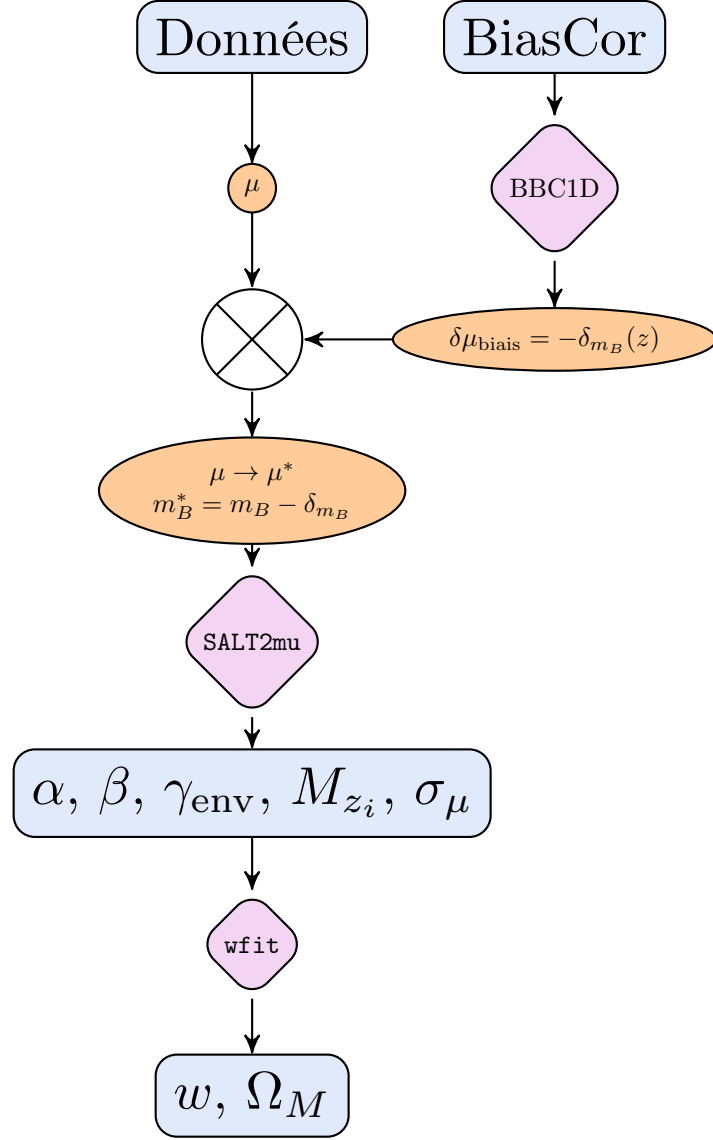 Données
BiasCor
μ
BBC1D
δμ_biais = −δ_{m_B}(z)
μ → μ*
m*_B = m_B − δ_{m_B}
SALT2mu
α, β, γ_env, M_{z_i}, σ_μ
wfit
w, Ω_M